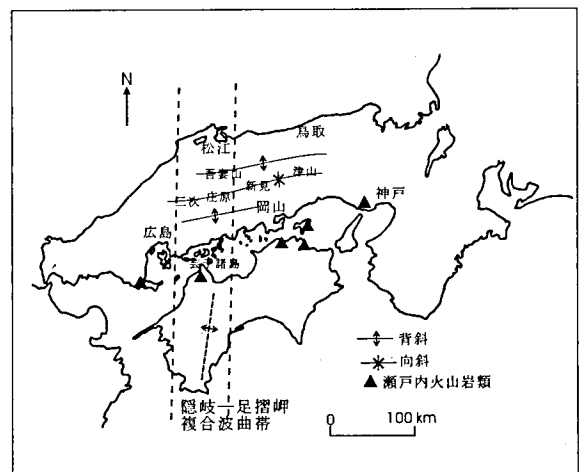 N
鳥取
松江
吾妻山
津山
新見
三次 庄原
岡山
神戸
広島
芸予諸島
背斜
向斜
瀬戸内火山岩類
隠岐—足摺岬
複合波曲帯
0 100 km